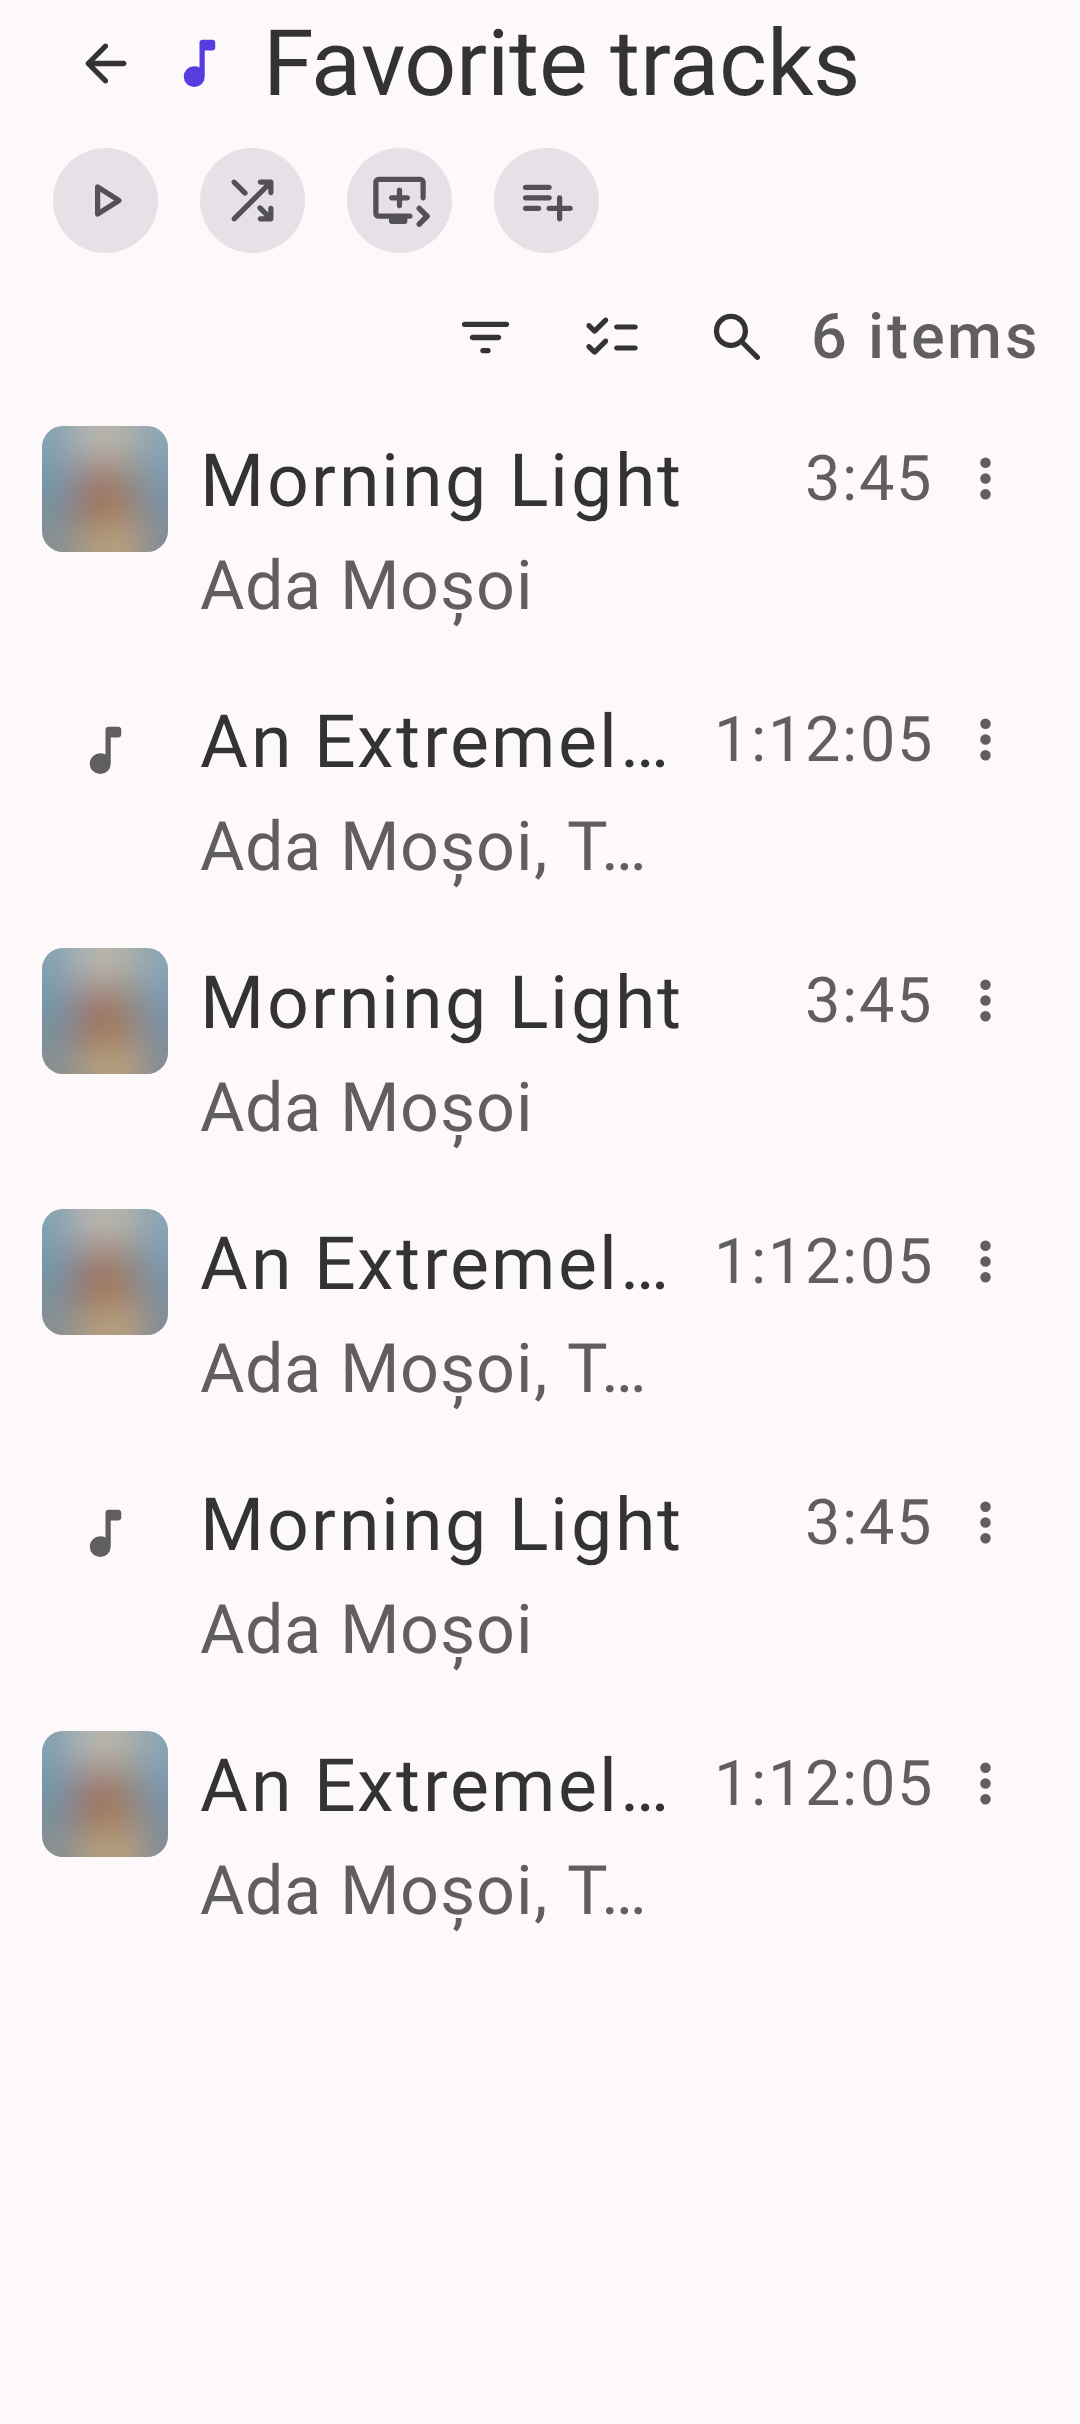 Favorite tracks
6 items
Morning Light 3:45
Ada Moșoi
An Extremel… 1:12:05
Ada Moșoi, T…
Morning Light 3:45
Ada Moșoi
An Extremel… 1:12:05
Ada Moșoi, T…
Morning Light 3:45
Ada Moșoi
An Extremel… 1:12:05
Ada Moșoi, T…